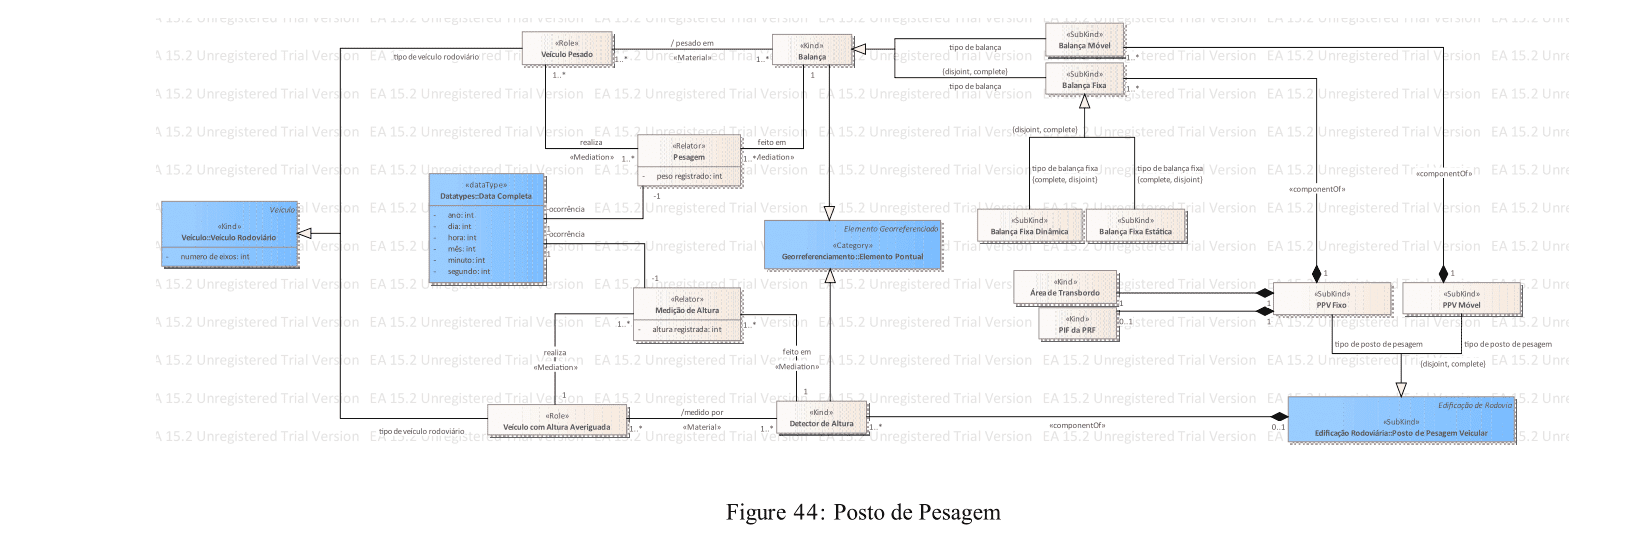 «Role»
Veículo Pesado
tipo de veículo rodoviário
1..*
1..*
/ pesado em
«Material»
1..*
«Kind»
Balança
1
tipo de balança
{disjoint, complete}
tipo de balança
«SubKind»
Balança Móvel
1..*
«SubKind»
Balança Fixa
1..*
{disjoint, complete}
tipo de balança fixa
{complete, disjoint}
tipo de balança fixa
{complete, disjoint}
«SubKind»
Balança Fixa Dinâmica
«SubKind»
Balança Fixa Estática
«componentOf»
«componentOf»
realiza
«Mediation»
1..*
«Relator»
Pesagem
- peso registrado: int
feito em
1..*
-1
«dataType»
Datatypes::Data Completa
- ano: int
- dia: int
- hora: int
- mês: int
- minuto: int
- segundo: int
-ocorrência
1
-ocorrência
1
Veículo
«Kind»
Veículo::Veículo Rodoviário
- numero de eixos: int
Elemento Georreferenciado
«Category»
Georreferenciamento::Elemento Pontual
-1
«Relator»
Medição de Altura
- altura registrada: int
1..*
1..*
realiza
«Mediation»
1
feito em
«Mediation»
1
«Kind»
Área de Transbordo
1
«Kind»
PIF da PRF
0..1
1
1
1
1
«SubKind»
PPV Fixo
«SubKind»
PPV Móvel
tipo de posto de pesagem
tipo de posto de pesagem
{disjoint, complete}
tipo de veículo rodoviário
«Role»
Veículo com Altura Averiguada
1..*
/medido por
«Material»
1..*
«Kind»
Detector de Altura
1..*
«componentOf»
0..1
Edificação de Rodovia
«SubKind»
Edificação Rodoviária::Posto de Pesagem Veicular
EA 15.2 Unregistered Trial Version
Figure 44: Posto de Pesagem